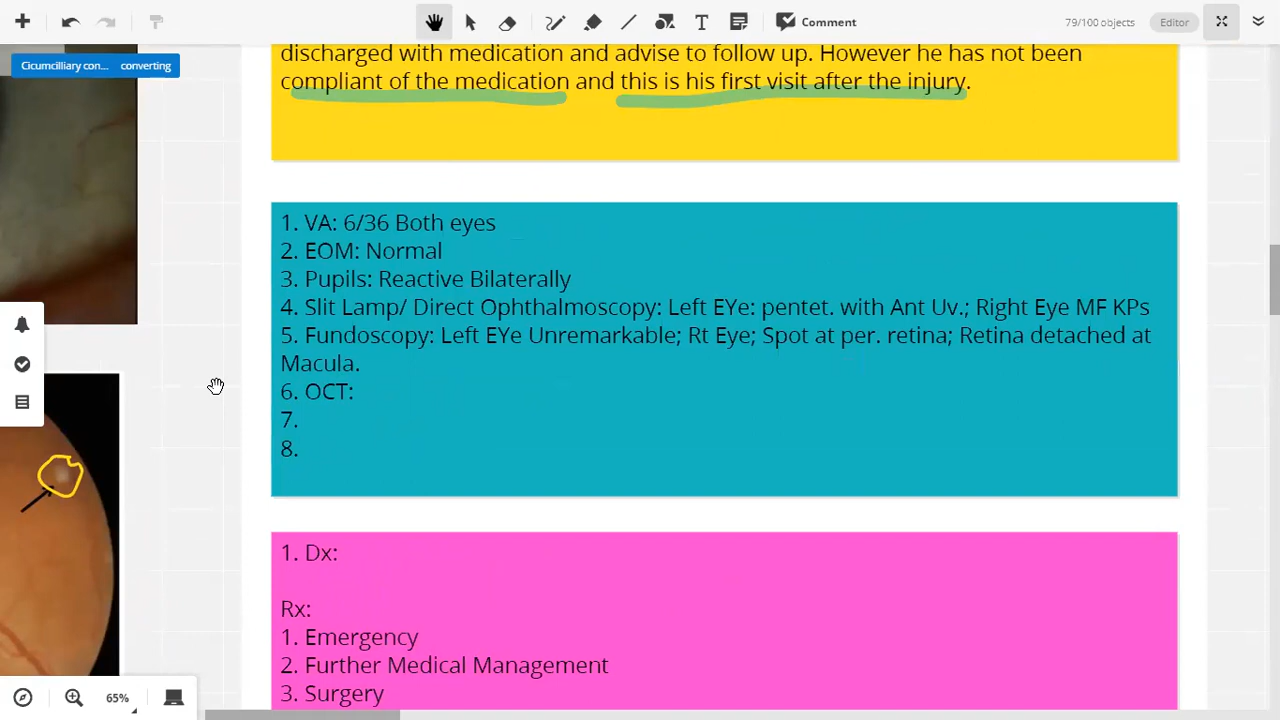 Comment
79/100 objects
Editor
Cicumcilliary con... converting
discharged with medication and advise to follow up. However he has not been
compliant of the medication and this is his first visit after the injury.
1. VA: 6/36 Both eyes
2. EOM: Normal
3. Pupils: Reactive Bilaterally
4. Slit Lamp/ Direct Ophthalmoscopy: Left EYe: pentet. with Ant Uv.; Right Eye MF KPs
5. Fundoscopy: Left EYe Unremarkable; Rt Eye; Spot at per. retina; Retina detached at
Macula.
6. OCT:
7.
8.
1. Dx:
Rx:
1. Emergency
2. Further Medical Management
3. Surgery
65%